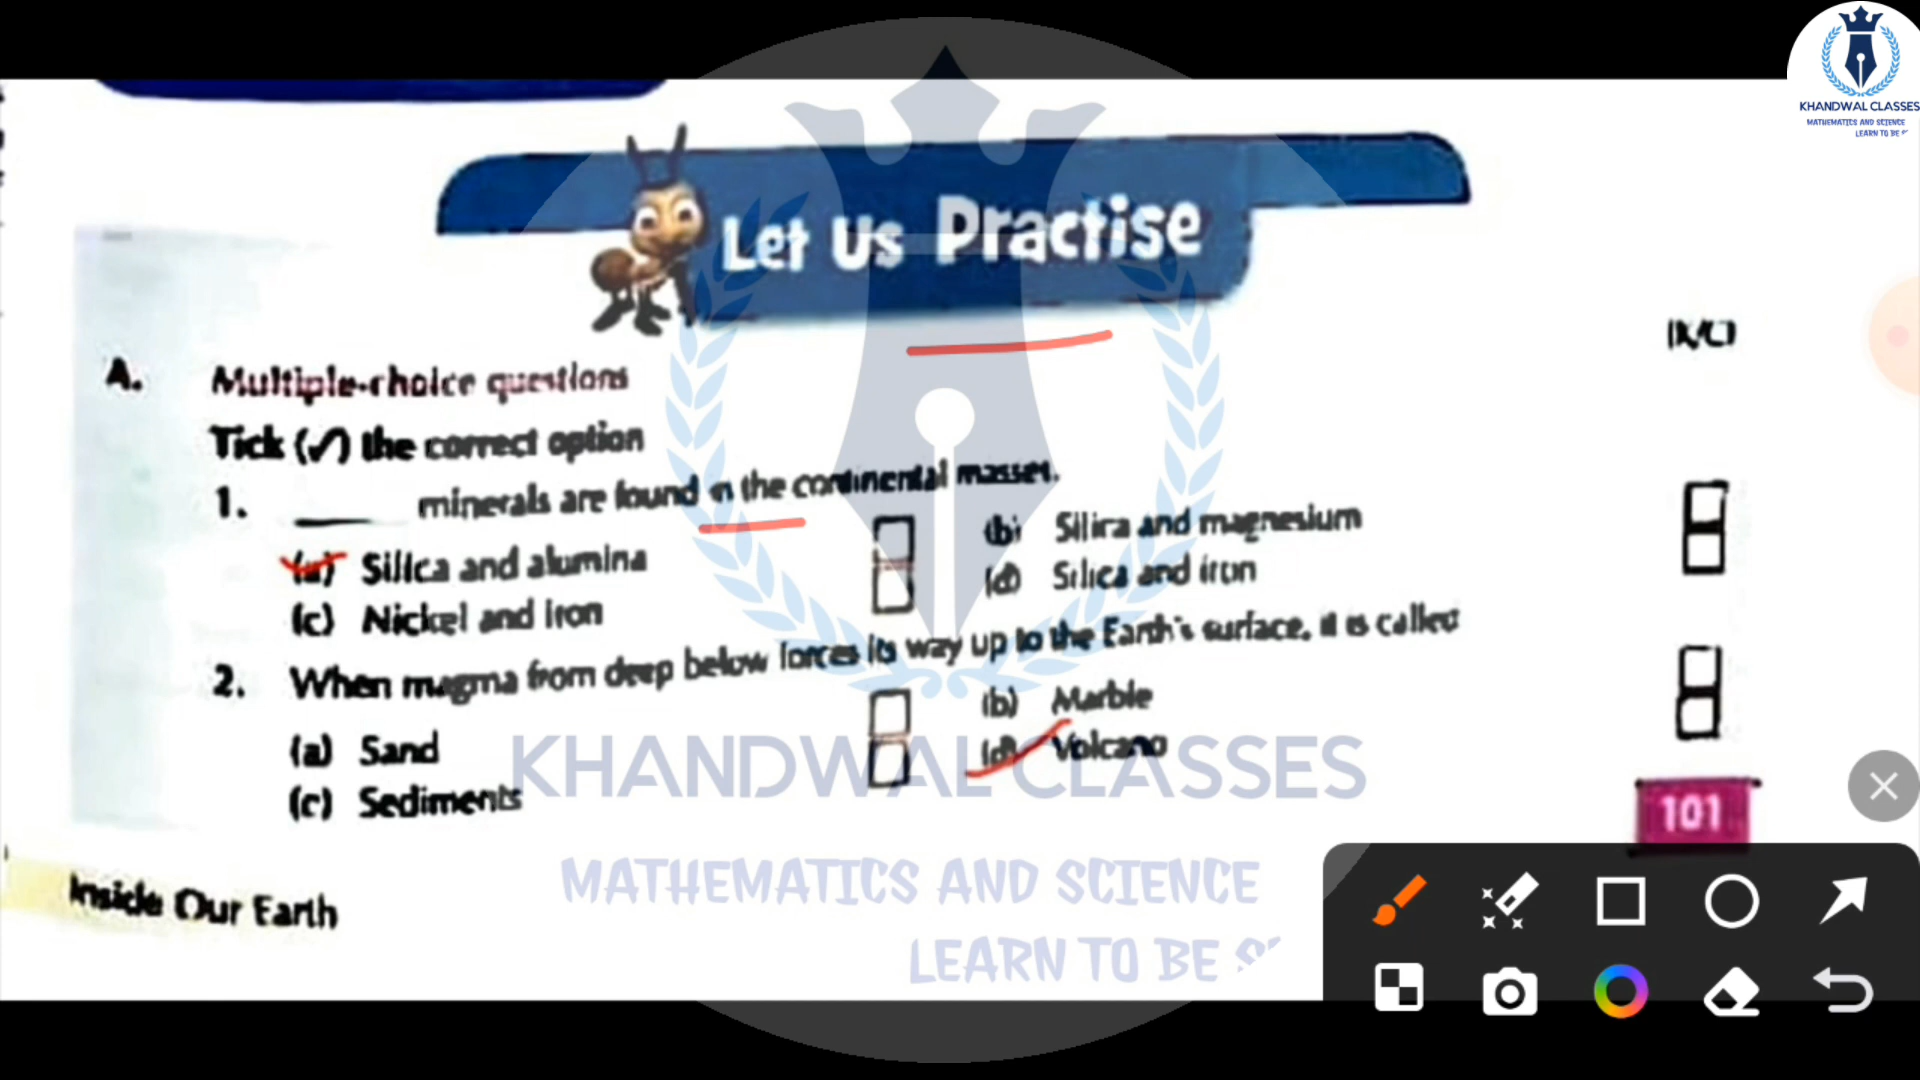 KHANDWAL CLASSES
MATHEMATICS AND SCIENCE
LEARN TO BE
Let Us Practise
A. Multiple-choice questions
Tick (✓) the correct option
1. ____ minerals are found in the continental masses.
(a) Silica and alumina (b) Silica and magnesium
(c) Nickel and iron (d) Silica and iron
2. When magma from deep below forces its way up to the Earth's surface, it is called
(a) Sand (b) Marble
(c) Sediments (d) Volcano
KHANDWAL CLASSES
101
MATHEMATICS AND SCIENCE
Inside Our Earth
LEARN TO BE